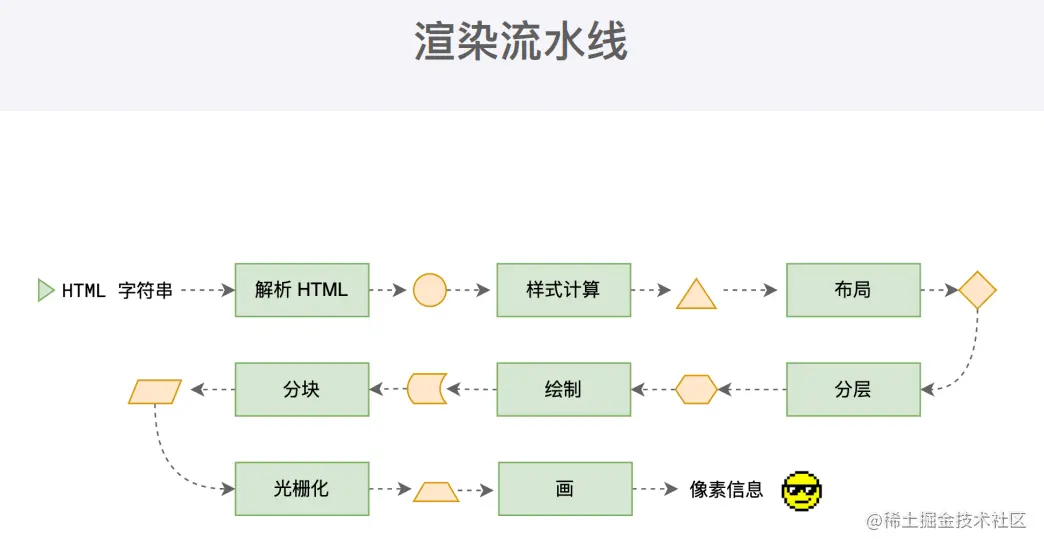 渲染流水线
HTML 字符串
解析 HTML
样式计算
布局
分块
绘制
分层
光栅化
画
像素信息
@稀土掘金技术社区